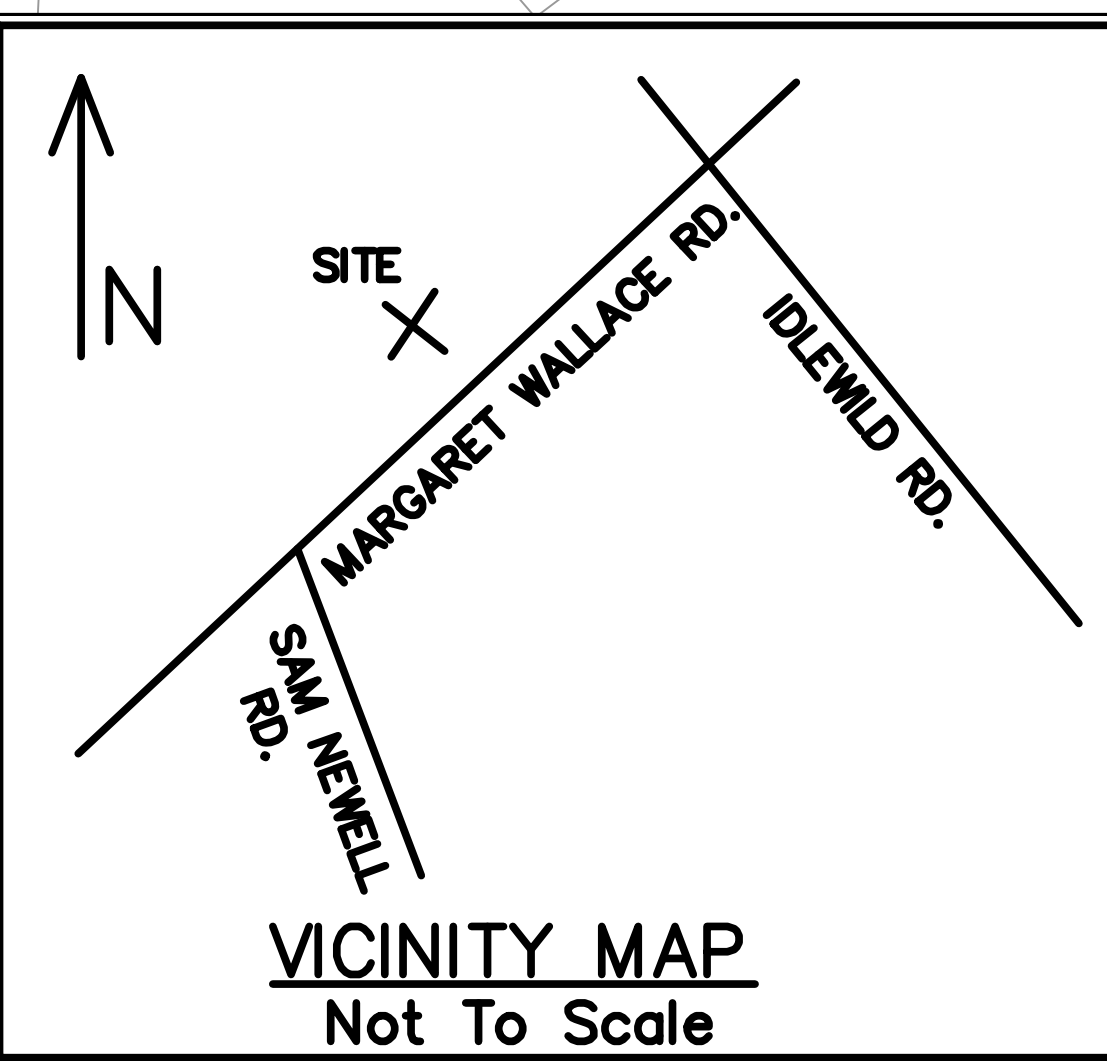 N
SITE
MARGARET WALLACE RD.
IDLEWILD RD.
SAM NEWELL
RD.
VICINITY MAP
Not To Scale